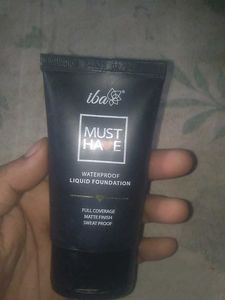 iba
MUST
HAVE
WATERPROOF
LIQUID FOUNDATION
FULL COVERAGE
MATTE FINISH
SWEAT PROOF